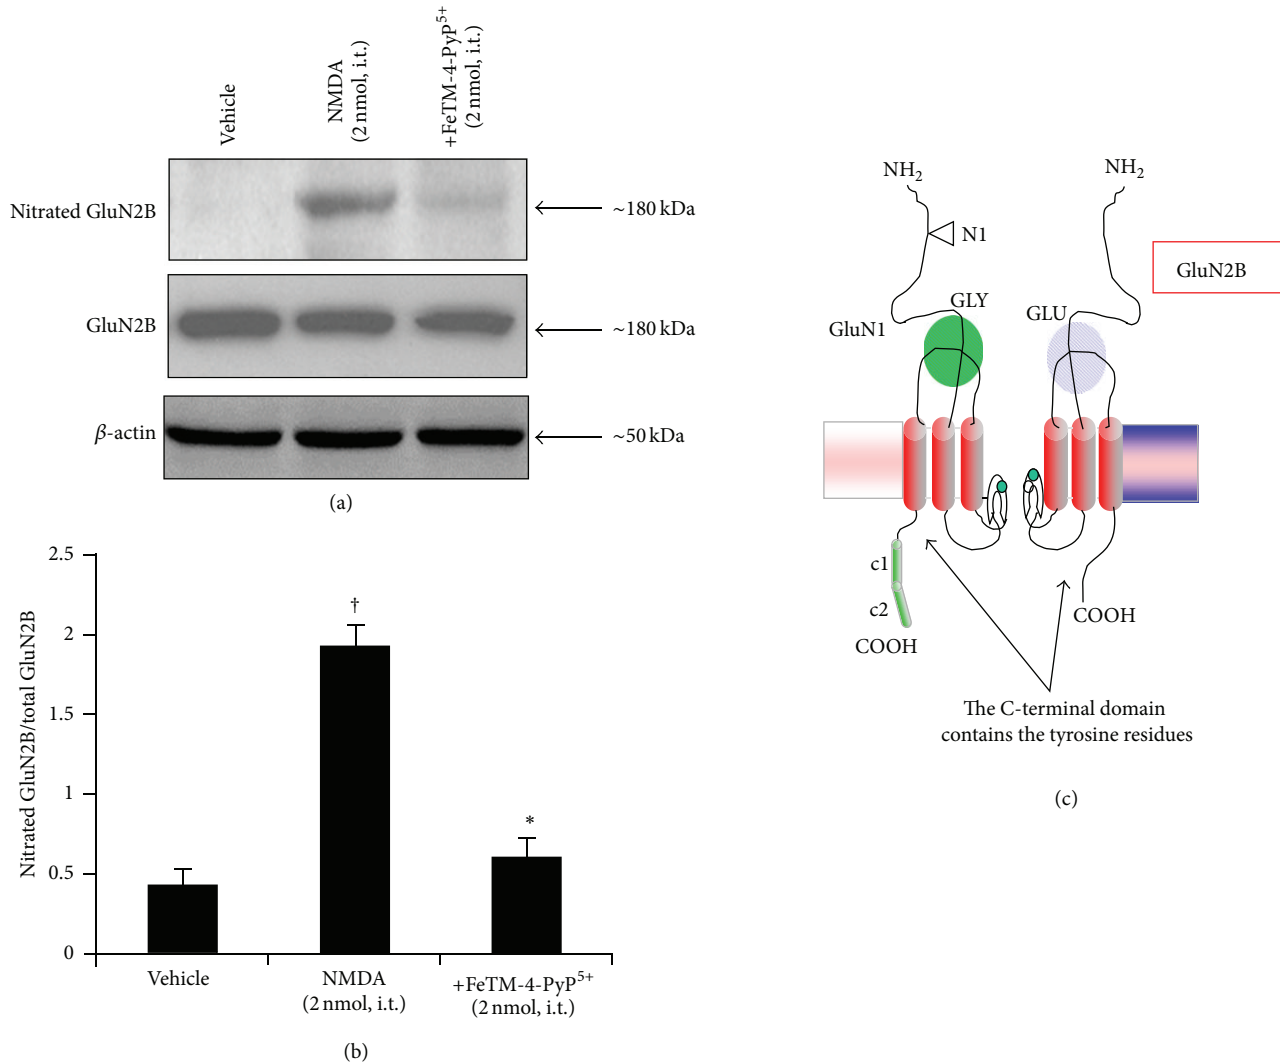 Vehicle
NMDA
(2 nmol, i.t.)
+FeTM-4-PyP5+
(2 nmol, i.t.)
Nitrated GluN2B
~180 kDa
GluN2B
~180 kDa
β-actin
~50 kDa
(a)
Nitrated GluN2B/total GluN2B
2.5
2
1.5
1
0.5
0
†
*
Vehicle
NMDA
(2 nmol, i.t.)
+FeTM-4-PyP5+
(2 nmol, i.t.)
(b)
NH2
NH2
N1
GluN2B
GLY
GLU
GluN1
c1
c2
COOH
COOH
The C-terminal domain
contains the tyrosine residues
(c)